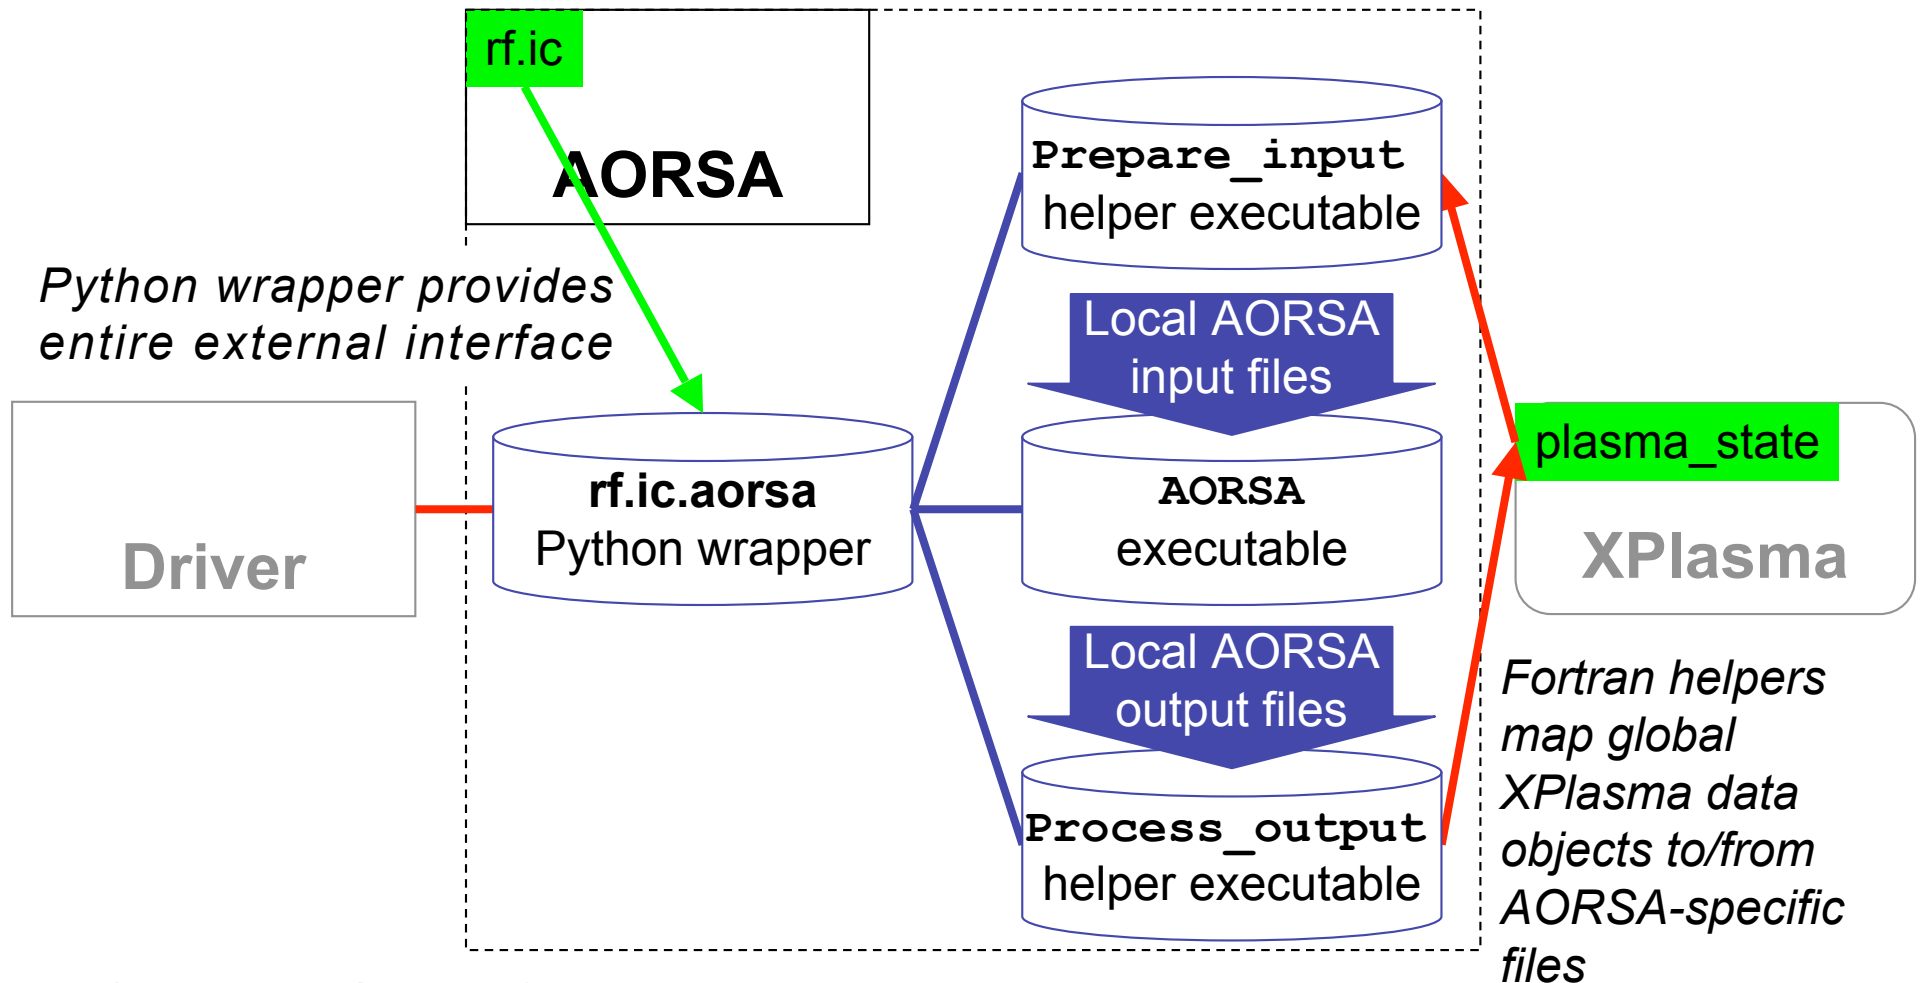 rf.ic
AORSA
Python wrapper provides
entire external interface
Driver
rf.ic.aorsa
Python wrapper
Prepare_input
helper executable
Local AORSA
input files
AORSA
executable
Local AORSA
output files
Process_output
helper executable
plasma_state
XPlasma
Fortran helpers
map global
XPlasma data
objects to/from
AORSA-specific
files